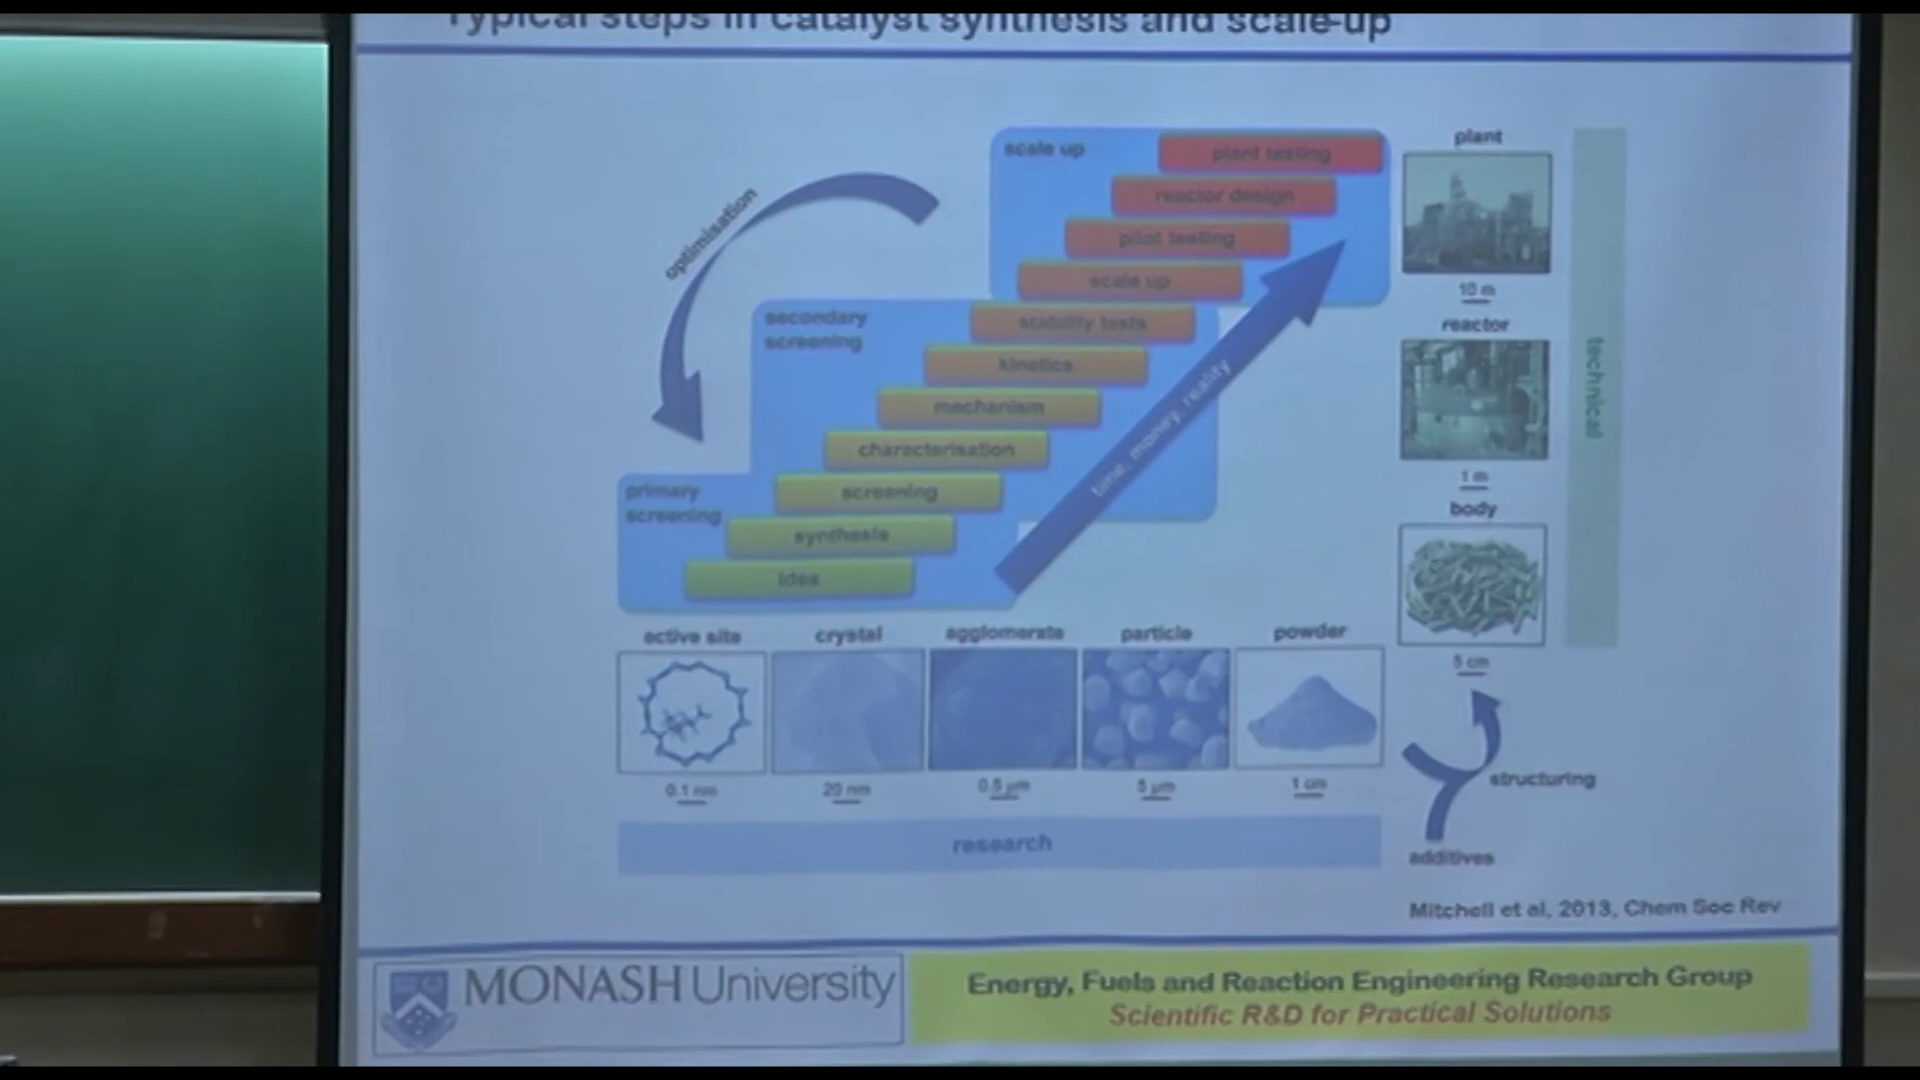 Typical steps in catalyst synthesis and scale-up
scale up
plant testing
reactor design
pilot testing
scale up
optimisation
secondary
screening
stability tests
kinetics
mechanism
characterisation
primary
screening
screening
synthesis
idea
time, money, reality
plant
10 m
reactor
1 m
body
5 cm
technical
active site
crystal
agglomerate
particle
powder
0.1 nm
20 nm
0.5 µm
5 µm
1 cm
structuring
additives
research
Mitchell et al, 2013, Chem Soc Rev
MONASH University
Energy, Fuels and Reaction Engineering Research Group
Scientific R&D for Practical Solutions